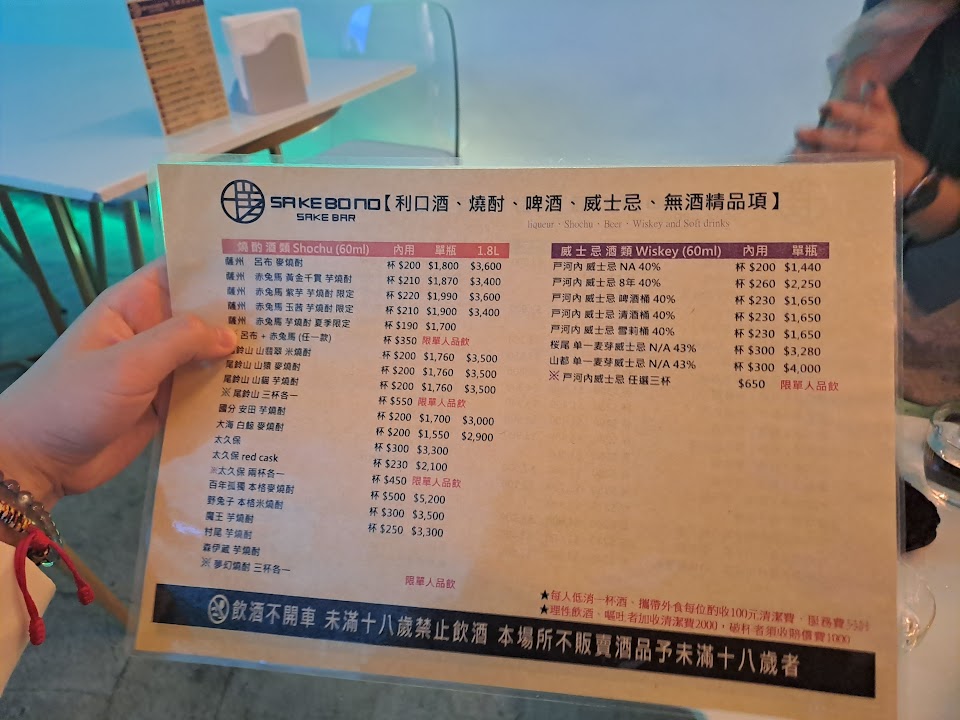 SAKEBONO【利口酒、燒酎、啤酒、威士忌、無酒精品項】
SAKE BAR
liqueur、Shochu、Beer、Wiskey and Soft drinks
燒酌酒類 Shochu (60ml) 內用 單瓶 1.8L
薩州 呂布 麥燒酎 杯 $200 $1,800 $3,600
薩州 赤兔馬 黃金千貫 芋燒酎 杯 $210 $1,870 $3,400
薩州 赤兔馬 紫芋 芋燒酎 限定 杯 $220 $1,990 $3,600
薩州 赤兔馬 玉茜 芋燒酎 限定 杯 $210 $1,900 $3,400
薩州 赤兔馬 芋燒酎 夏季限定 杯 $190 $1,700
呂布 + 赤兔馬 (任一款) 杯 $350 限單人品飲
尾鈴山 山翡翠 米燒酎 杯 $200 $1,760 $3,500
尾鈴山 山猿 麥燒酎 杯 $200 $1,760 $3,500
尾鈴山 山貓 芋燒酎 杯 $200 $1,760 $3,500
※ 尾鈴山 三杯各一 杯 $550 限單人品飲
國分 安田 芋燒酎 杯 $200 $1,700 $3,000
大海 白鯨 麥燒酎 杯 $200 $1,550 $2,900
太久保 杯 $300 $3,300
太久保 red cask 杯 $230 $2,100
※太久保 兩杯各一 杯 $450 限單人品飲
百年孤獨 本格麥燒酎 杯 $500 $5,200
野兔子 本格米燒酎 杯 $300 $3,500
魔王 芋燒酎 杯 $250 $3,300
村尾 芋燒酎
森伊蔵 芋燒酎
※ 夢幻燒酎 三杯各一 限單人品飲
威士忌酒類 Wiskey (60ml) 內用 單瓶
戸河內 威士忌 NA 40% 杯 $200 $1,440
戸河內 威士忌 8年 40% 杯 $260 $2,250
戸河內 威士忌 啤酒桶 40% 杯 $230 $1,650
戸河內 威士忌 清酒桶 40% 杯 $230 $1,650
戸河內 威士忌 雪莉桶 40% 杯 $230 $1,650
桜尾 单一麦芽威士忌 N/A 43% 杯 $300 $3,280
山都 单一麦芽威士忌 N/A 43% 杯 $300 $4,000
※ 戸河內威士忌 任選三杯 $650 限單人品飲
★每人低消一杯酒、攜帶外食每位酌收100元清潔費、服務費
★理性飲酒、嘔吐者加收清潔費2000，破杯者須收賠償費1000
飲酒不開車 未滿十八歲禁止飲酒 本場所不販賣酒品予未滿十八歲者